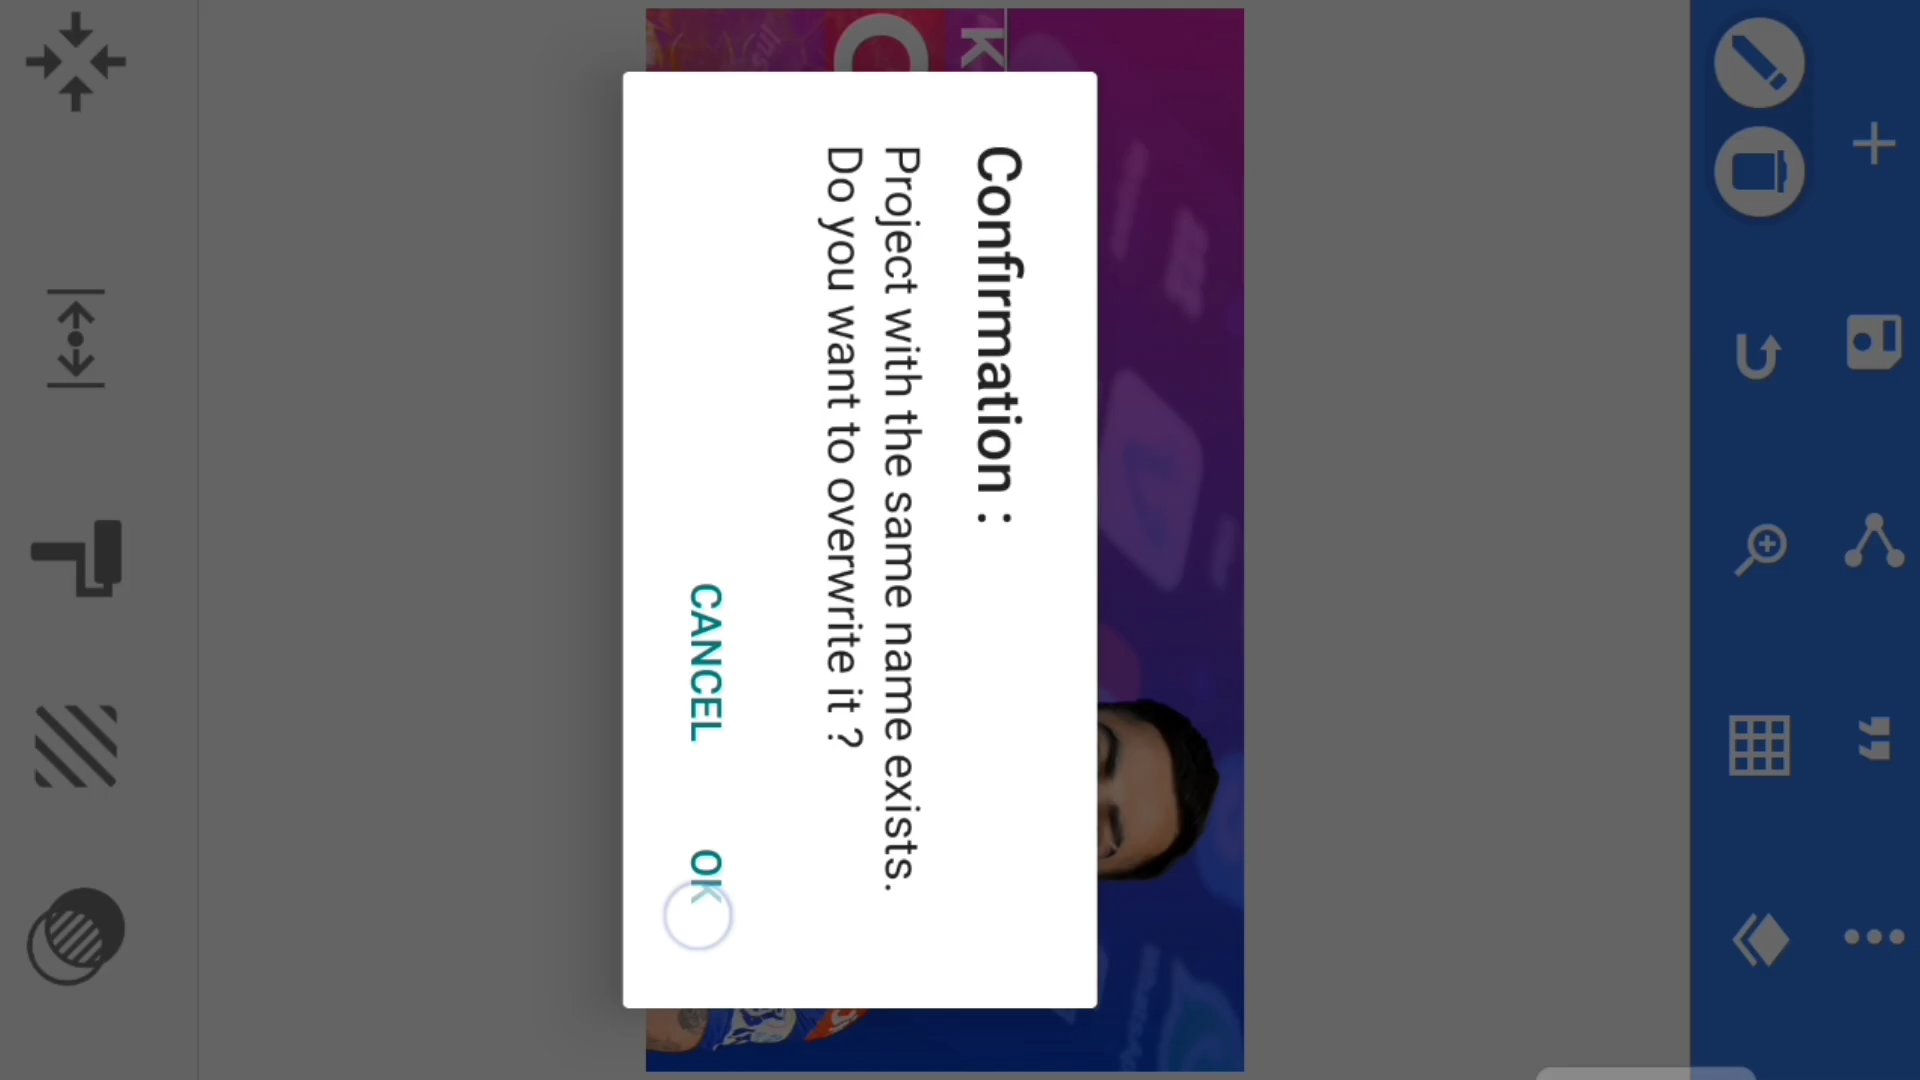 K
Confirmation :
Project with the same name exists.
Do you want to overwrite it ?
CANCEL
OK